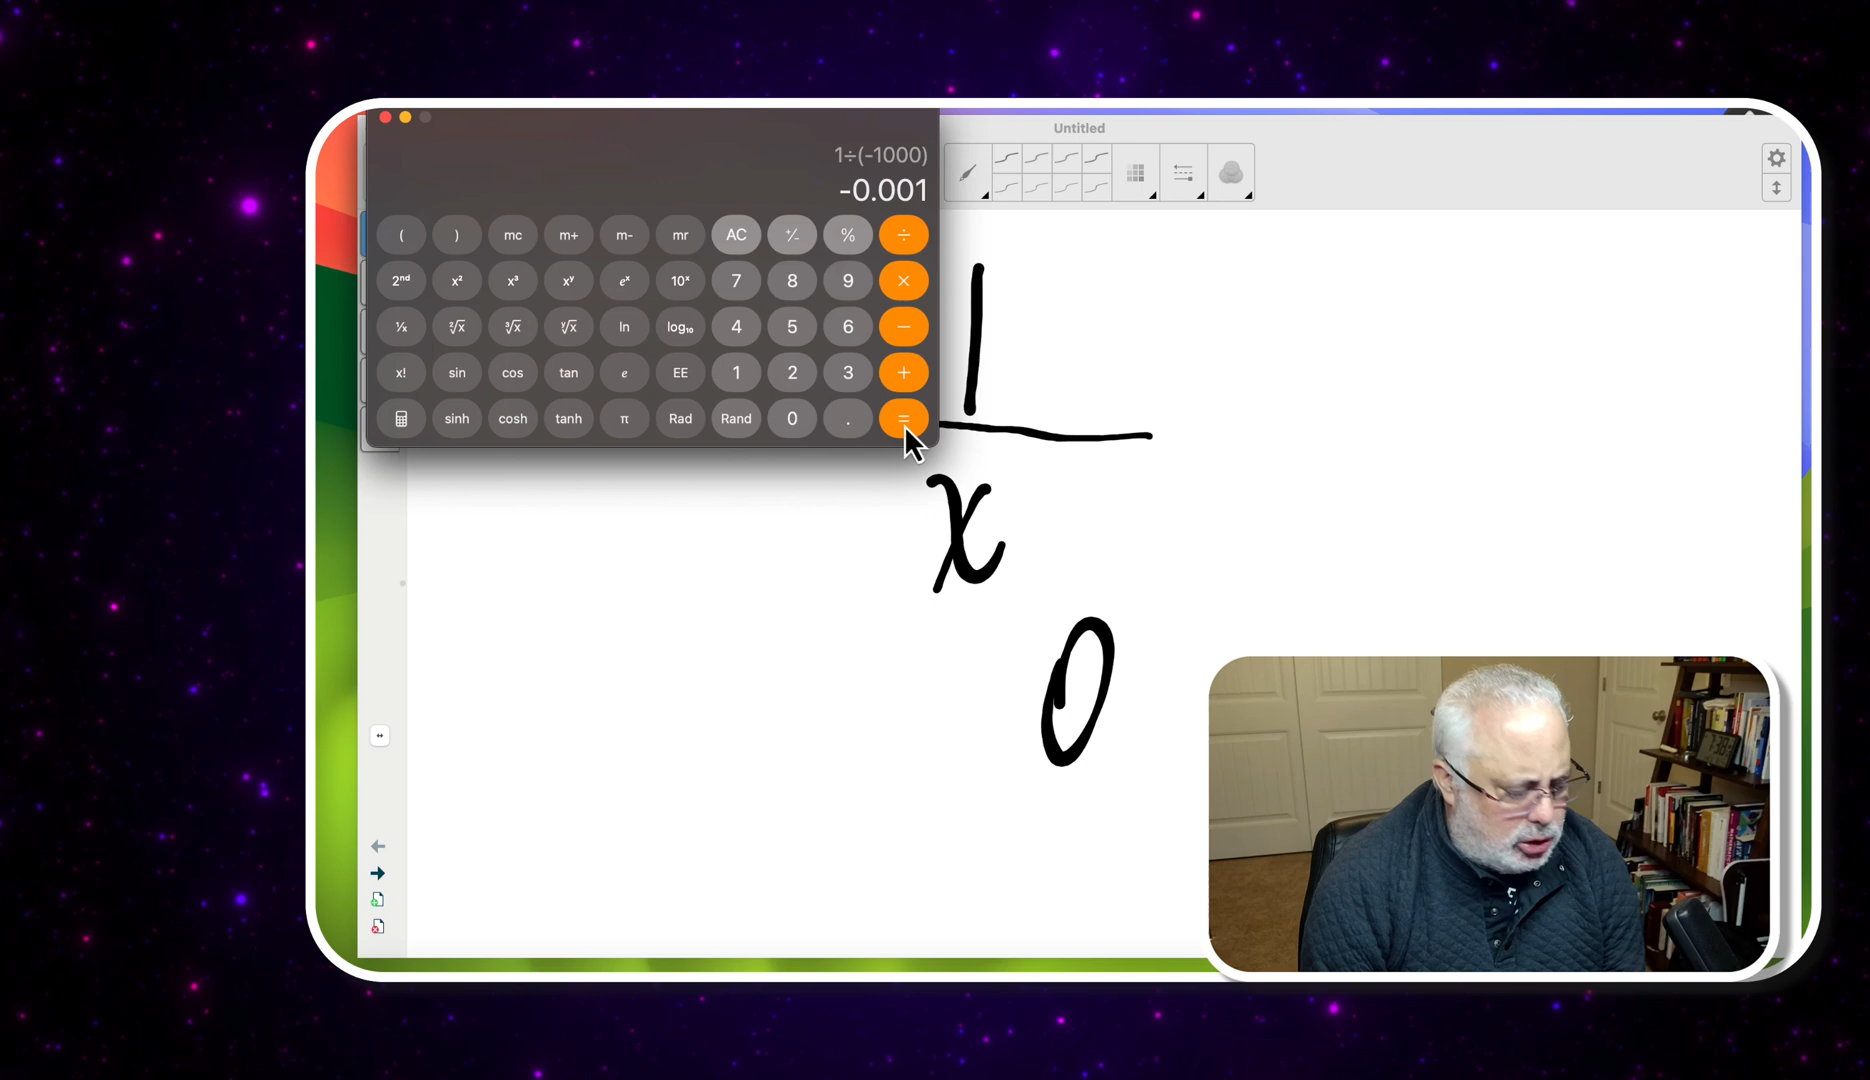 Untitled
1÷(-1000)
-0.001
( ) mc m+ m- mr AC +/- % ÷
2ⁿᵈ x² x³ xʸ eˣ 10ˣ 7 8 9 ×
¹⁄ₓ ²√x ³√x ʸ√x ln log₁₀ 4 5 6 −
x! sin cos tan e EE 1 2 3 +
sinh cosh tanh π Rad Rand 0 . =
1
x
0